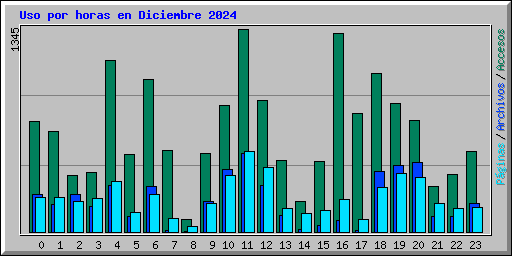 Uso por horas en Diciembre 2024
1345
Páginas / Archivos / Accesos
0 1 2 3 4 5 6 7 8 9 10 11 12 13 14 15 16 17 18 19 20 21 22 23